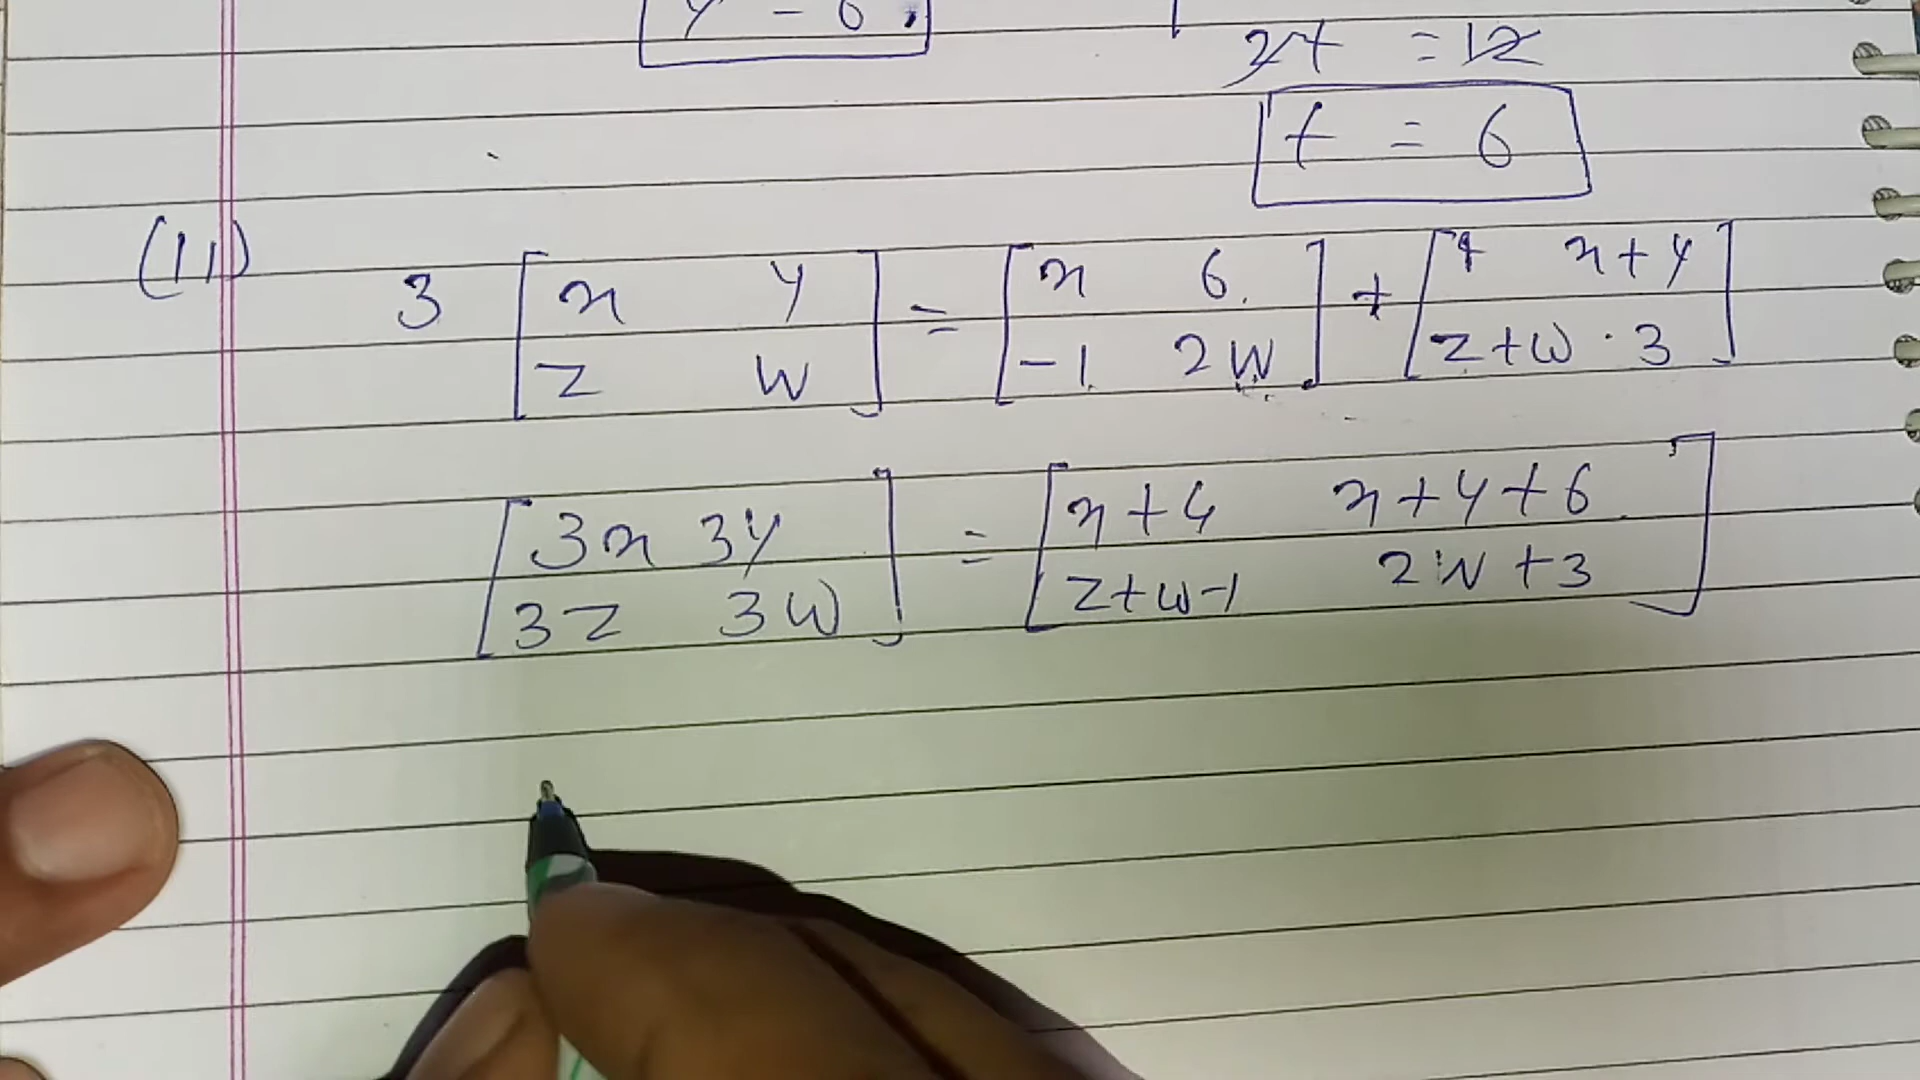 y = 6.
2t = 12
t = 6
(11) 3 [x y = [x 6. + [4 x+y
z w] -1 2w] z+w · 3]
[3x 3y = [x+4 x+y+6
3z 3w] z+w-1 2w+3]